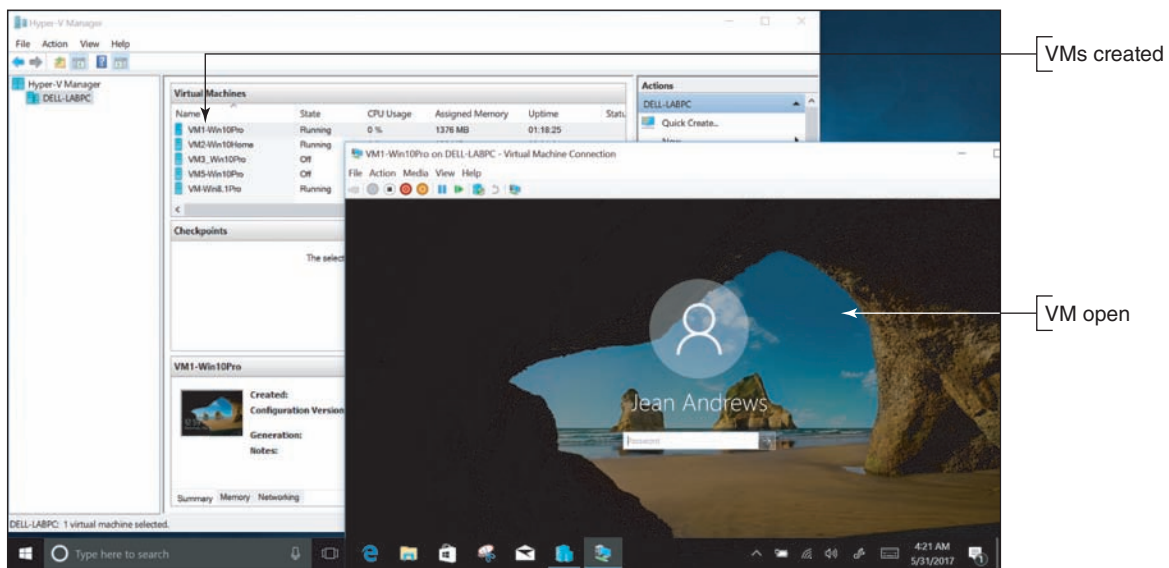 Hyper-V Manager
File Action View Help
Hyper-V Manager
DELL-LABPC
Virtual Machines
Name State CPU Usage Assigned Memory Uptime Statu
VM1-Win10Pro Running 0 % 1376 MB 01:18:25
VM2-Win10Home Running
VM3_Win10Pro Off
VM5-Win10Pro Off
VM-Win8.1Pro Running
Checkpoints
The select
VM1-Win10Pro
Created:
Configuration Version
Generation:
Notes:
Summary Memory Networking
DELL-LABPC: 1 virtual machine selected.
Actions
DELL-LABPC
Quick Create...
New
VM1-Win10Pro on DELL-LABPC - Virtual Machine Connection
File Action Media View Help
Jean Andrews
Password
Type here to search
4:21 AM
5/31/2017
VMs created
VM open